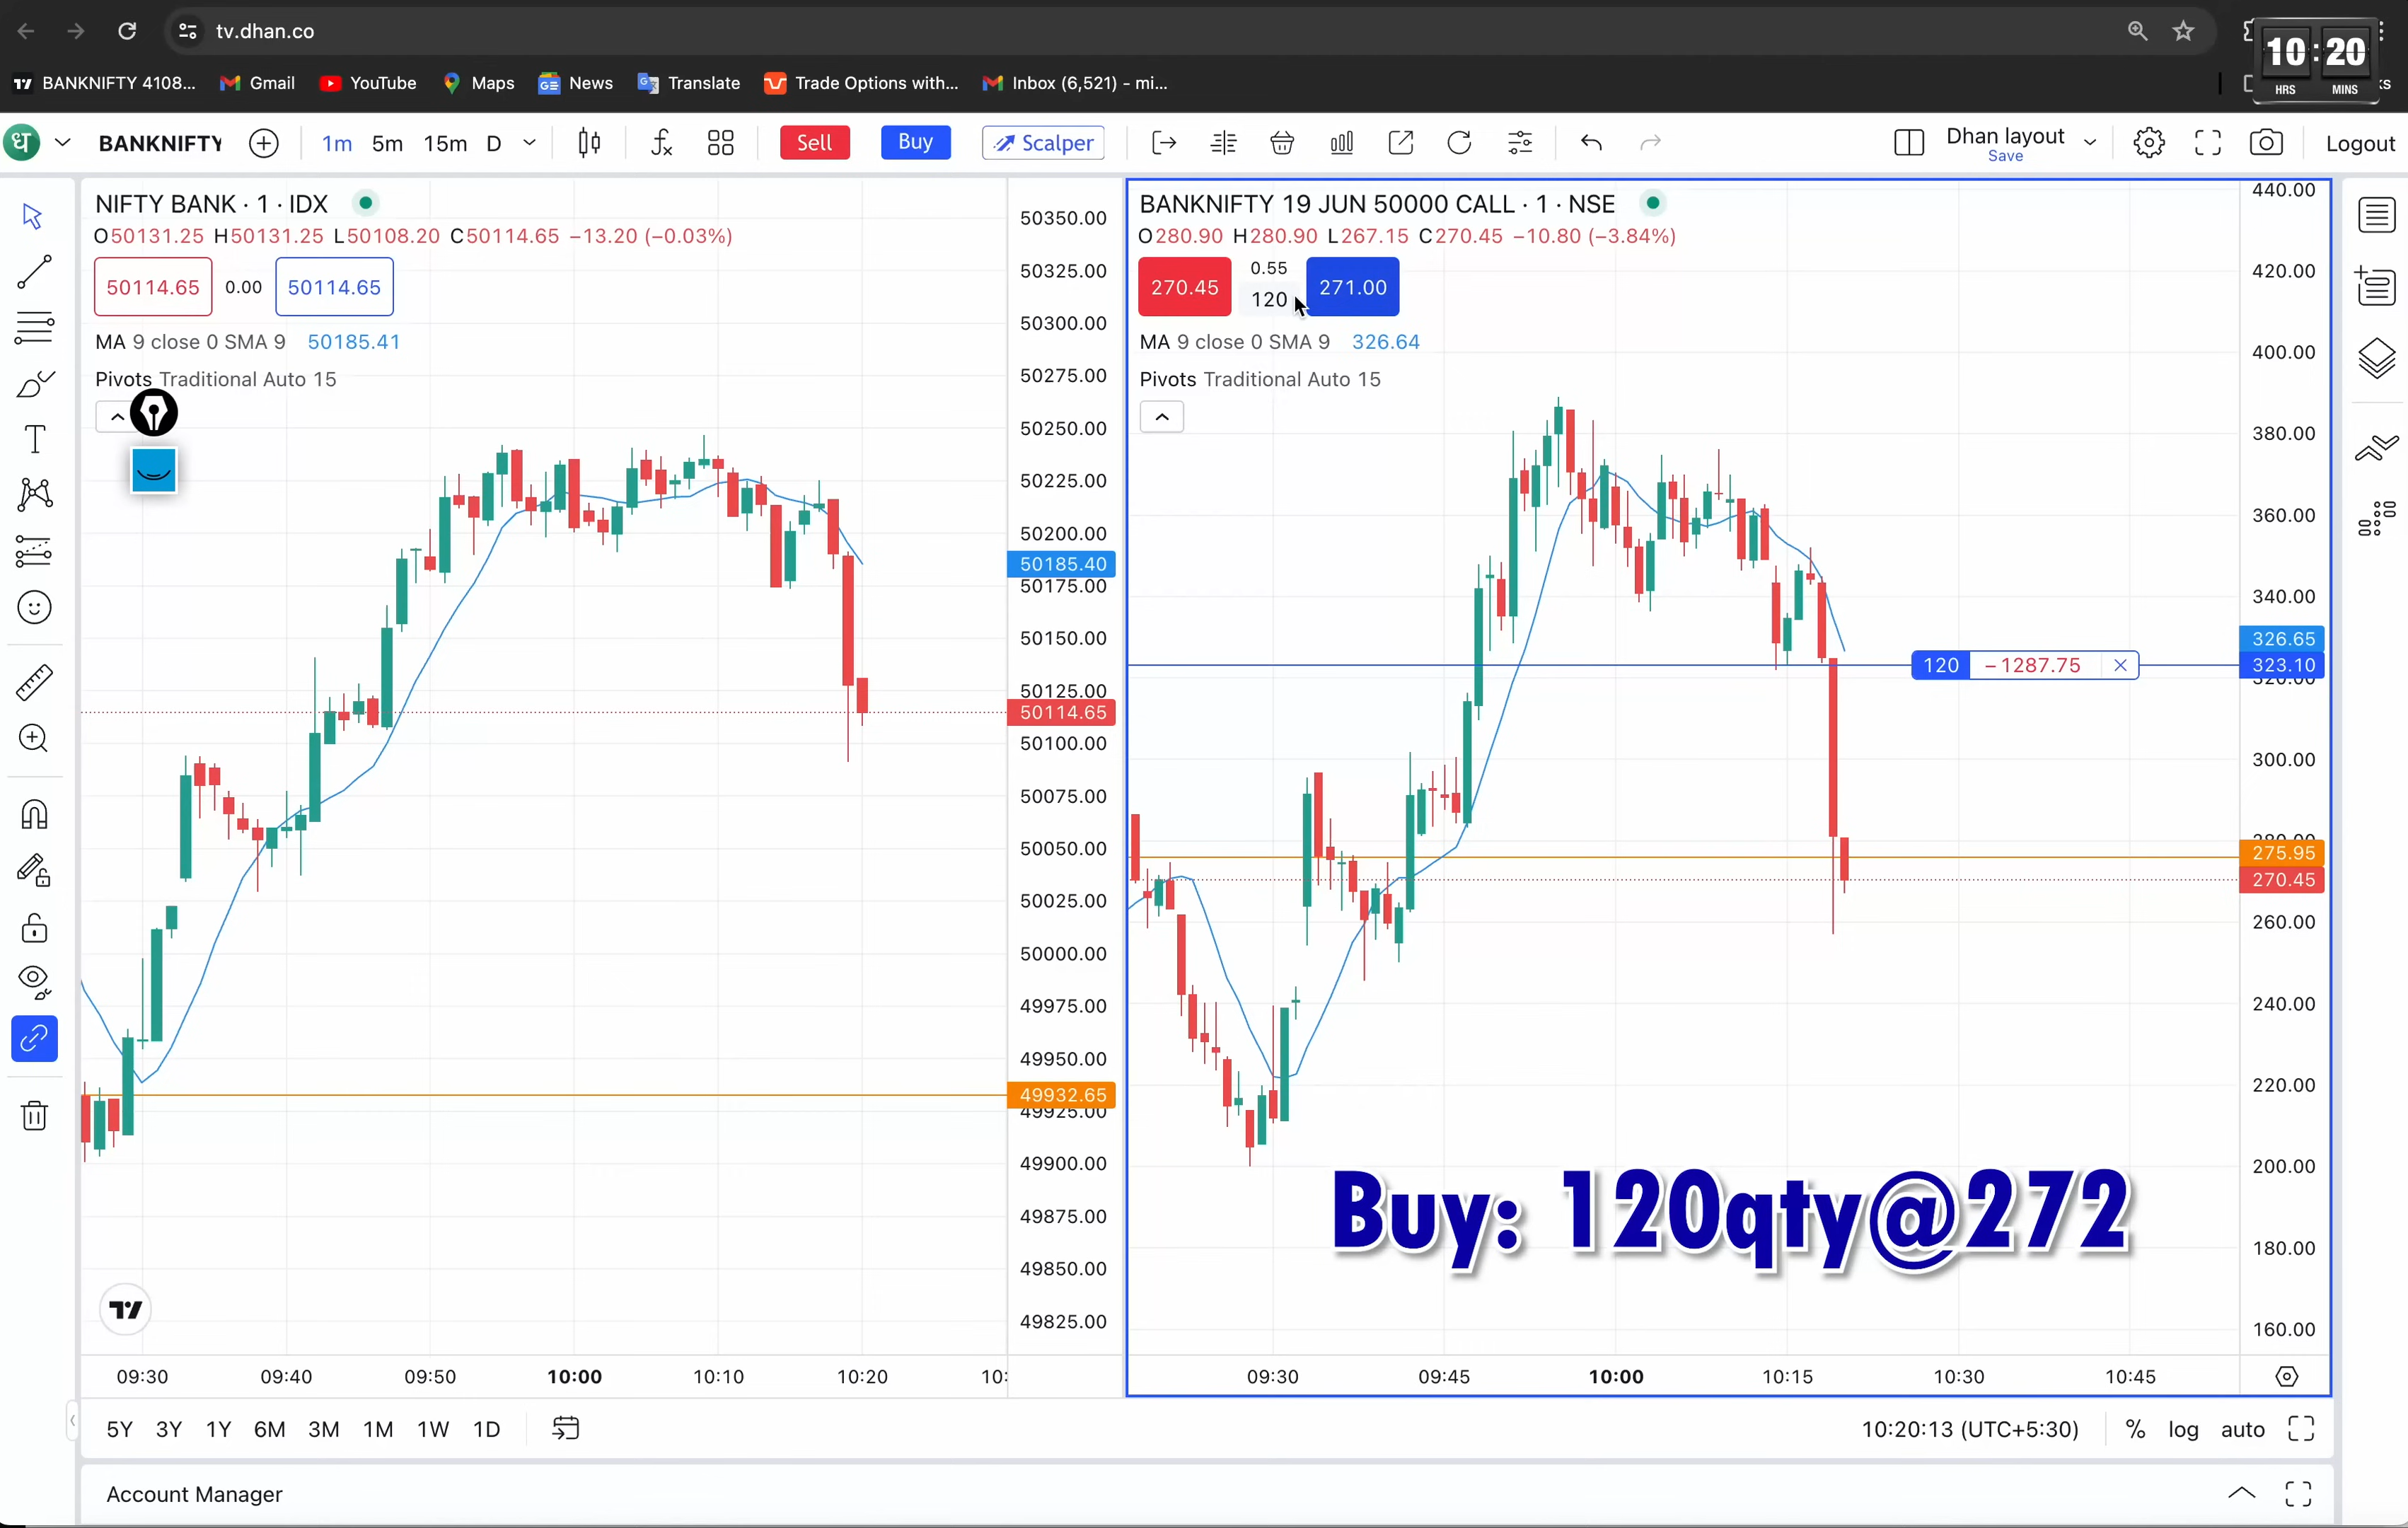 tv.dhan.co
10:20
HRS MINS
BANKNIFTY 4108...
Gmail
YouTube
Maps
News
Translate
Trade Options with...
Inbox (6,521) - mi...
ks
ध
BANKNIFTY
1m 5m 15m D
Sell
Buy
Scalper
Dhan layout
Save
Logout
NIFTY BANK · 1 · IDX
O50131.25 H50131.25 L50108.20 C50114.65 −13.20 (−0.03%)
50114.65 0.00 50114.65
MA 9 close 0 SMA 9 50185.41
Pivots Traditional Auto 15
50350.00
50325.00
50300.00
50275.00
50250.00
50225.00
50200.00
50185.40
50175.00
50150.00
50125.00
50114.65
50100.00
50075.00
50050.00
50025.00
50000.00
49975.00
49950.00
49932.65
49925.00
49900.00
49875.00
49850.00
49825.00
09:30 09:40 09:50 10:00 10:10 10:20 10:
BANKNIFTY 19 JUN 50000 CALL · 1 · NSE
O280.90 H280.90 L267.15 C270.45 −10.80 (−3.84%)
270.45 0.55 120 271.00
MA 9 close 0 SMA 9 326.64
Pivots Traditional Auto 15
120 −1287.75
440.00
420.00
400.00
380.00
360.00
340.00
326.65
323.10
320.00
300.00
280.00
275.95
270.45
260.00
240.00
220.00
200.00
180.00
160.00
Buy: 120qty@272
09:30 09:45 10:00 10:15 10:30 10:45
5Y 3Y 1Y 6M 3M 1M 1W 1D
10:20:13 (UTC+5:30) % log auto
Account Manager